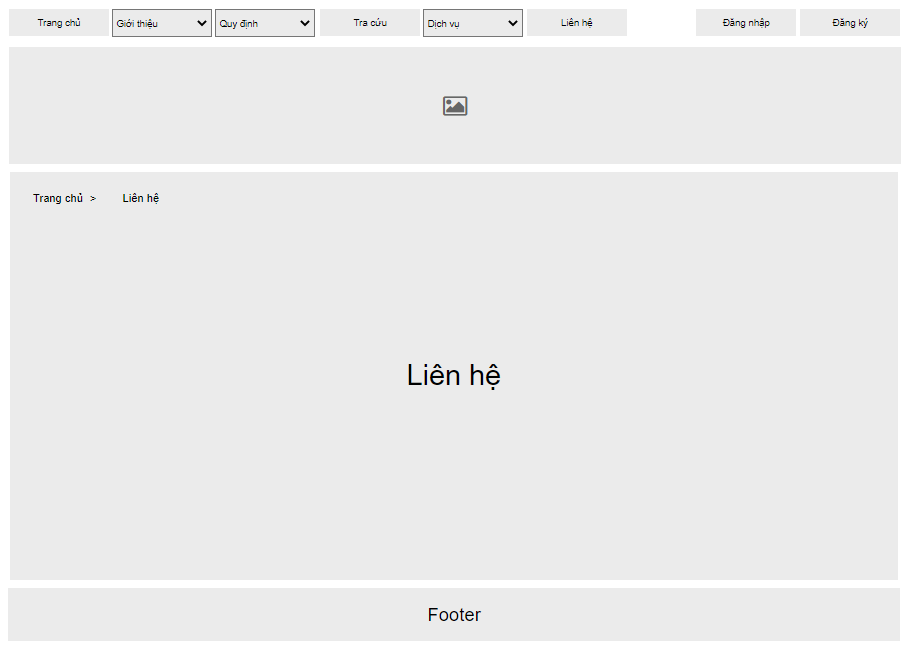 Trang chủ Giới thiệu Quy định Tra cứu Dịch vụ Liên hệ Đăng nhập Đăng ký
Trang chủ > Liên hệ
Liên hệ
Footer